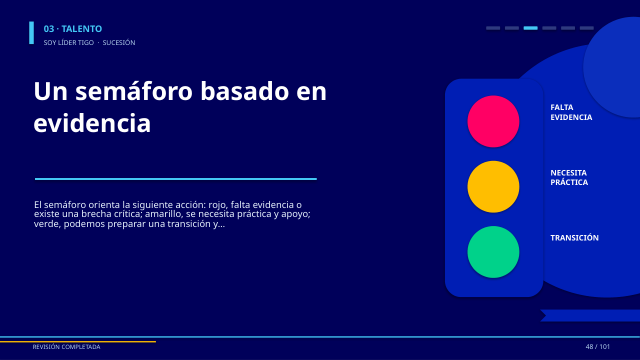 03 · TALENTO
SOY LÍDER TIGO · SUCESIÓN
Un semáforo basado en
evidencia
El semáforo orienta la siguiente acción: rojo, falta evidencia o
existe una brecha crítica; amarillo, se necesita práctica y apoyo;
verde, podemos preparar una transición y...
FALTA
EVIDENCIA
NECESITA
PRÁCTICA
TRANSICIÓN
REVISIÓN COMPLETADA
48 / 101